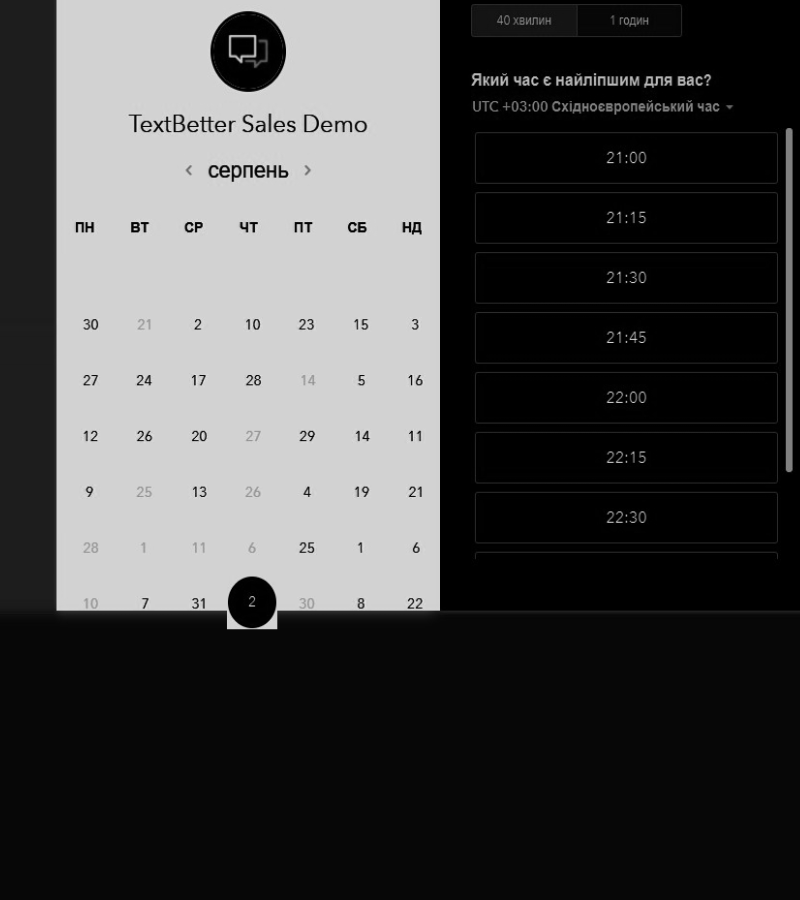 TextBetter Sales Demo
серпень
ПН ВТ СР ЧТ ПТ СБ НД
30 21 2 10 23 15 3
27 24 17 28 14 5 16
12 26 20 27 29 14 11
9 25 13 26 4 19 21
28 1 11 6 25 1 6
10 7 31 2 30 8 22
40 хвилин 1 годин
Який час є найліпшим для вас?
UTC +03:00 Східноєвропейський час
21:00
21:15
21:30
21:45
22:00
22:15
22:30